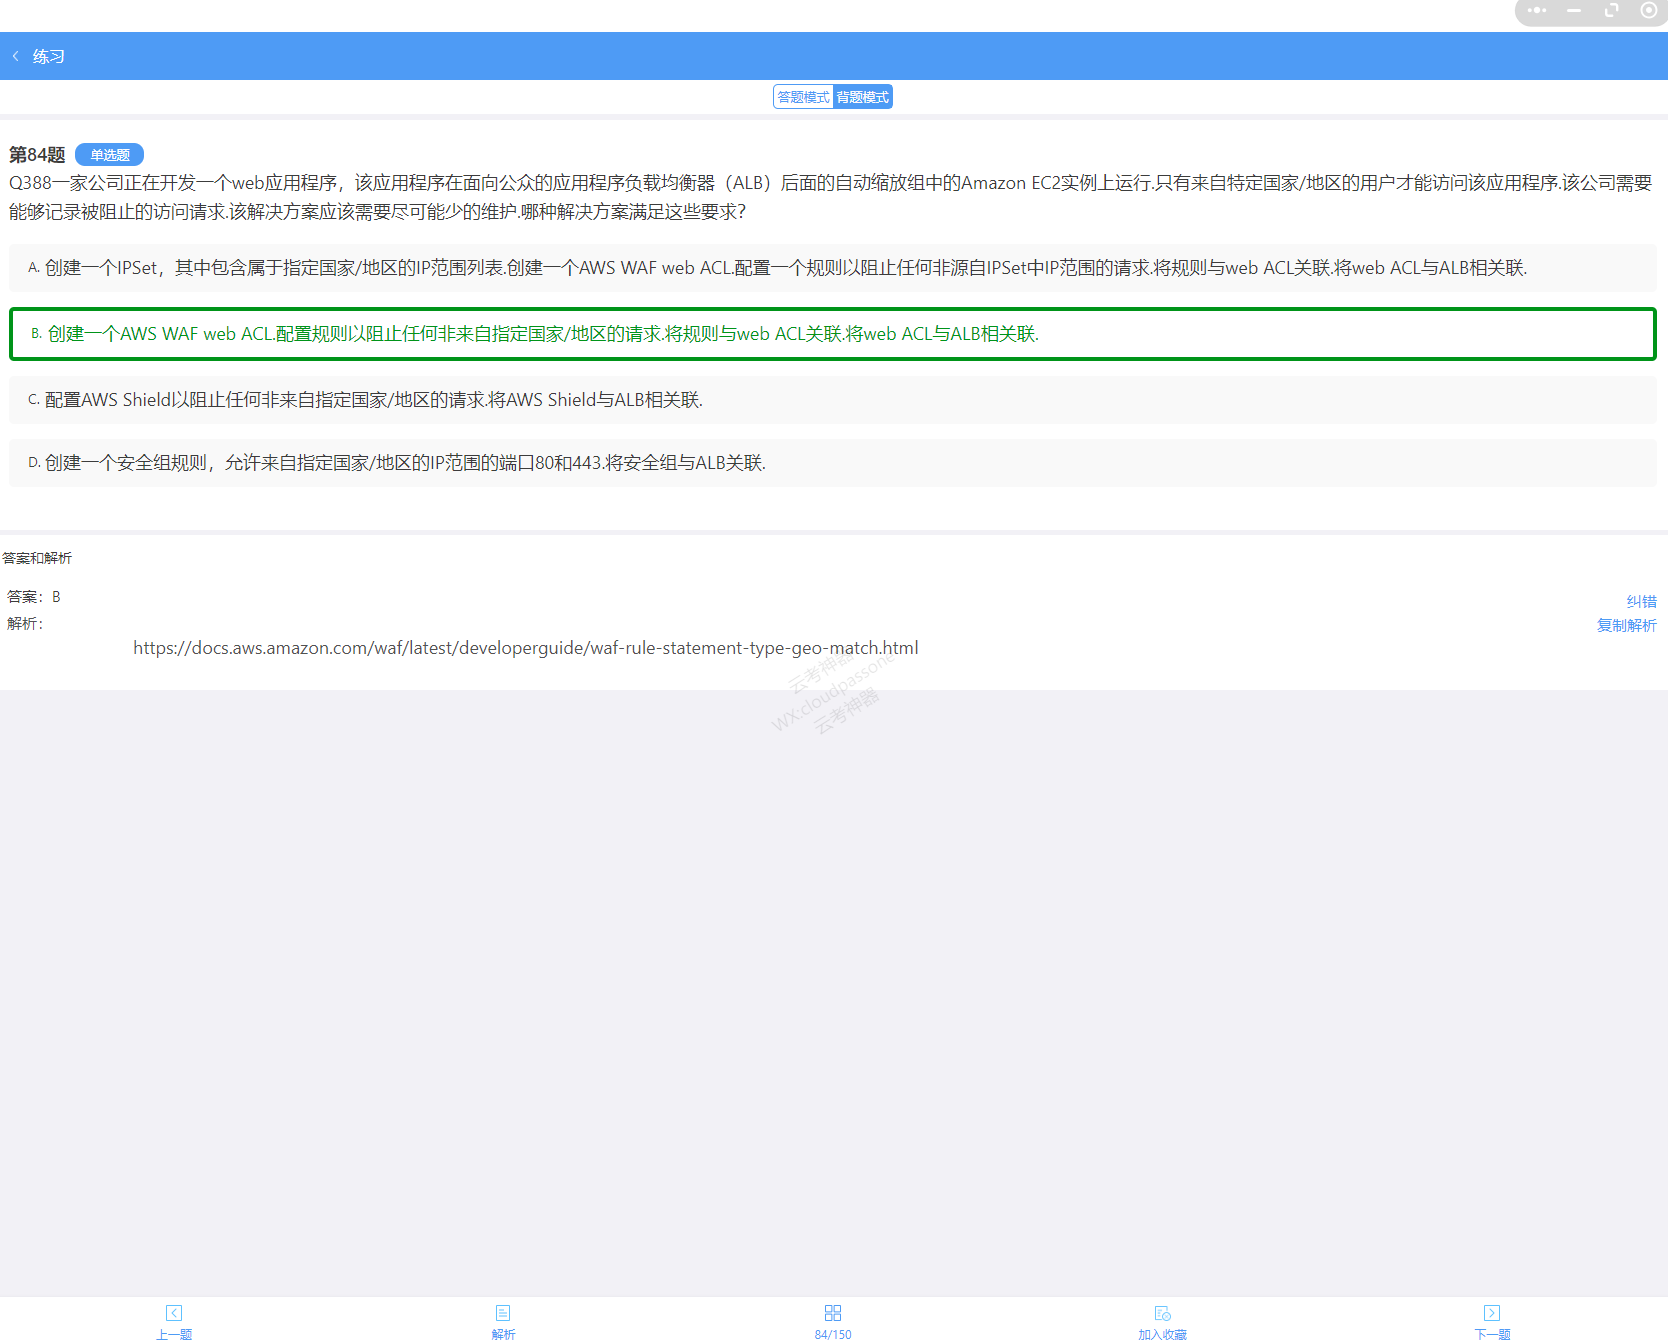 练习
答题模式 背题模式
第84题 单选题
Q388一家公司正在开发一个web应用程序，该应用程序在面向公众的应用程序负载均衡器（ALB）后面的自动缩放组中的Amazon EC2实例上运行.只有来自特定国家/地区的用户才能访问该应用程序.该公司需要
能够记录被阻止的访问请求.该解决方案应该需要尽可能少的维护.哪种解决方案满足这些要求？
A. 创建一个IPSet，其中包含属于指定国家/地区的IP范围列表.创建一个AWS WAF web ACL.配置一个规则以阻止任何非源自IPSet中IP范围的请求.将规则与web ACL关联.将web ACL与ALB相关联.
B. 创建一个AWS WAF web ACL.配置规则以阻止任何非来自指定国家/地区的请求.将规则与web ACL关联.将web ACL与ALB相关联.
C. 配置AWS Shield以阻止任何非来自指定国家/地区的请求.将AWS Shield与ALB相关联.
D. 创建一个安全组规则，允许来自指定国家/地区的IP范围的端口80和443.将安全组与ALB关联.
答案和解析
答案：B
纠错
解析：
复制解析
https://docs.aws.amazon.com/waf/latest/developerguide/waf-rule-statement-type-geo-match.html
云考神器
WX:cloudpassone
云考神器
上一题 解析 84/150 加入收藏 下一题